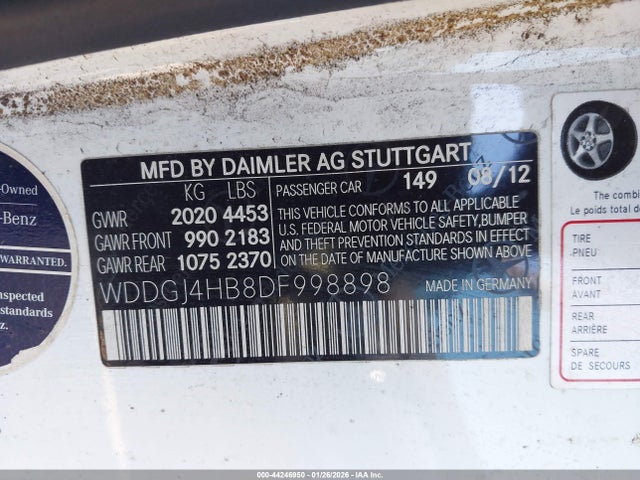 MFD BY DAIMLER AG STUTTGART
KG LBS
GVWR 2020 4453
GAWR FRONT 990 2183
GAWR REAR 1075 2370
PASSENGER CAR 149 08/12
THIS VEHICLE CONFORMS TO ALL APPLICABLE
U.S. FEDERAL MOTOR VEHICLE SAFETY, BUMPER
AND THEFT PREVENTION STANDARDS IN EFFECT
ON THE DATE OF MANUFACTURE SHOWN ABOVE
WDDGJ4HB8DF998898 MADE IN GERMANY
-Owned
-Benz
WARRANTED.
nspected
standards
The combi
Le poids total d
TIRE
PNEU
FRONT
AVANT
REAR
ARRIÈRE
SPARE
DE SECOURS
000-44246950 - 01/26/2026 - IAA Inc.